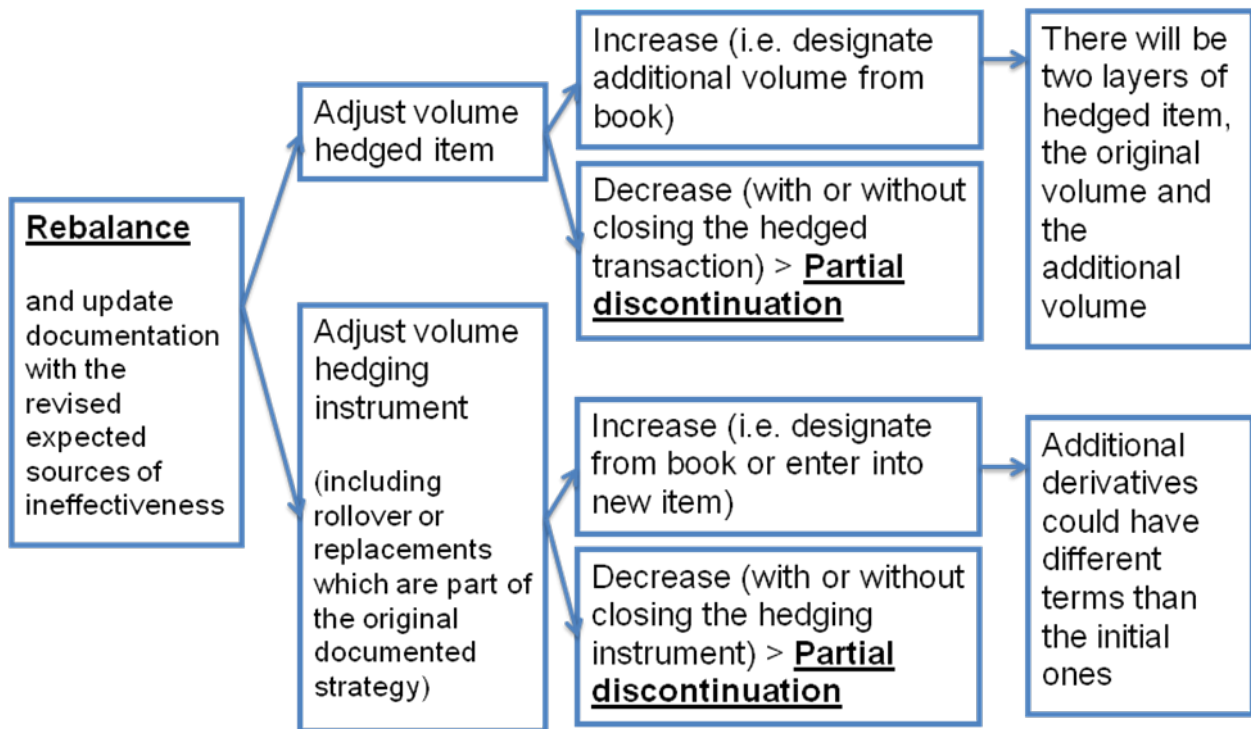 Rebalance
and update
documentation
with the
revised
expected
sources of
ineffectiveness
Adjust volume
hedged item
Increase (i.e. designate
additional volume from
book)
There will be
two layers of
hedged item,
the original
volume and
the
additional
volume
Decrease (with or without
closing the hedged
transaction) > Partial
discontinuation
Adjust volume
hedging
instrument
(including
rollover or
replacements
which are part of
the original
documented
strategy)
Increase (i.e. designate
from book or enter into
new item)
Additional
derivatives
could have
different
terms than
the initial
ones
Decrease (with or without
closing the hedging
instrument) > Partial
discontinuation